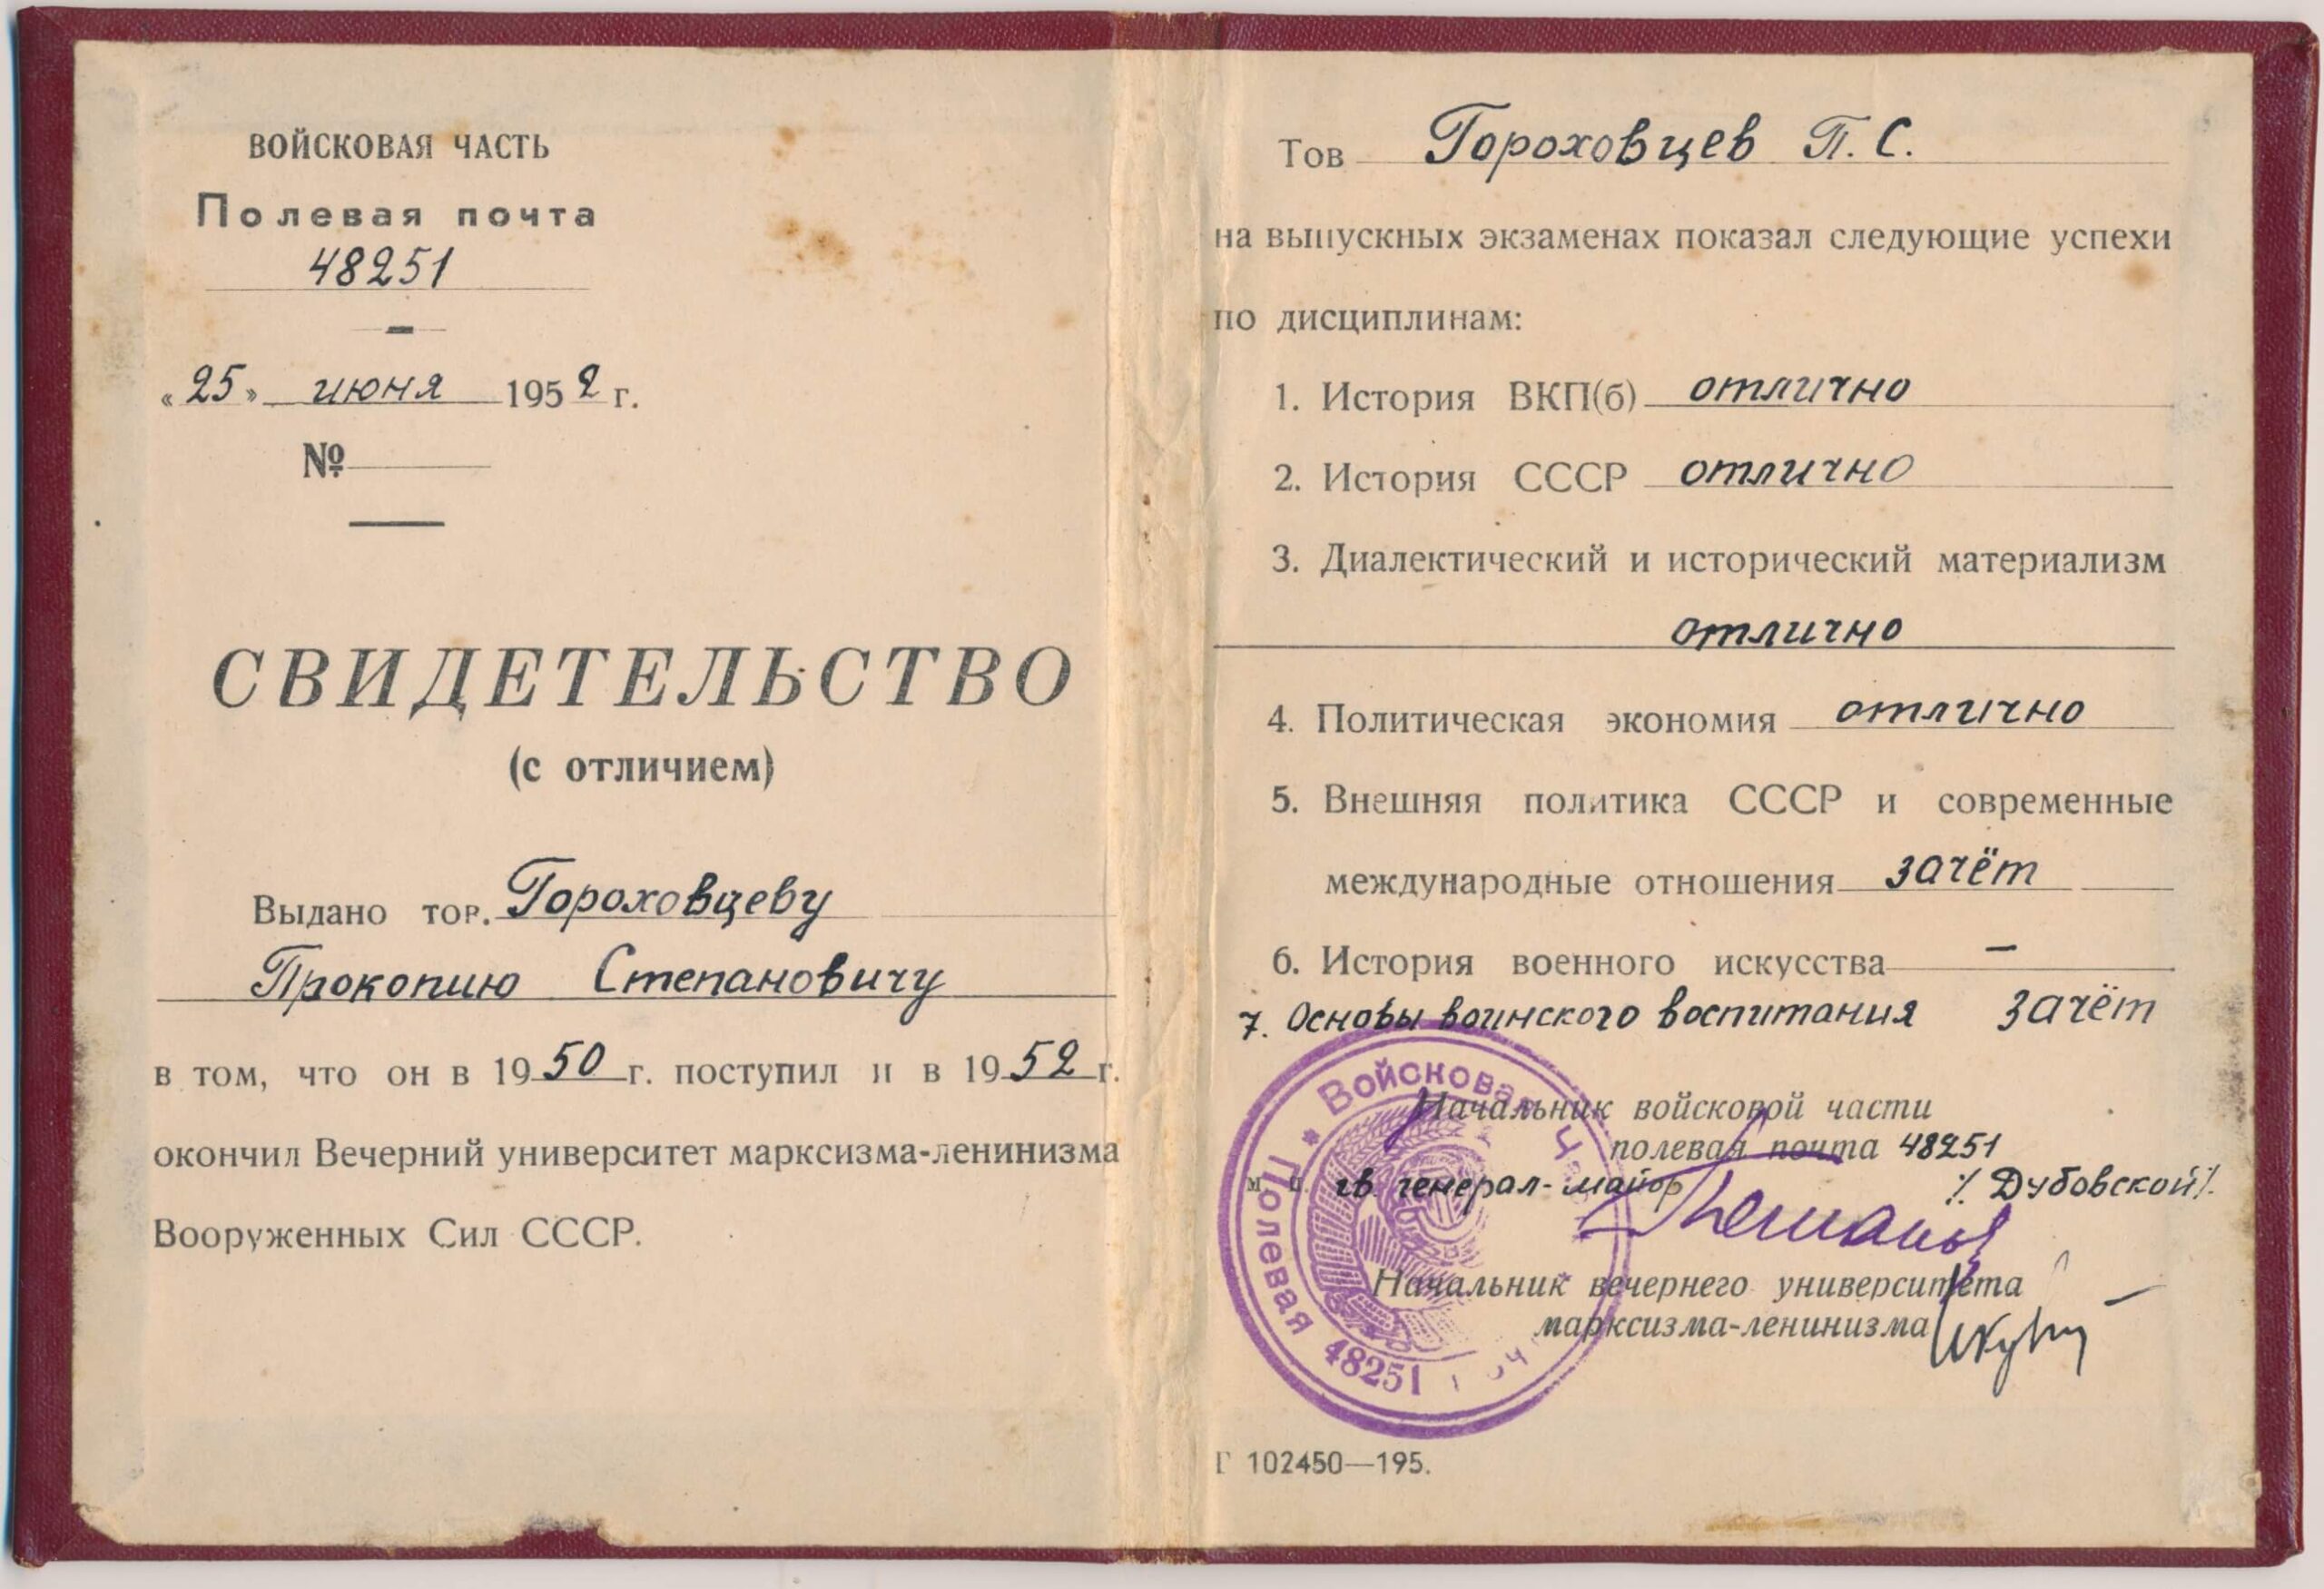 ВОЙСКОВАЯ ЧАСТЬ
Полевая почта
48251
«25» июня 1952 г.
№
СВИДЕТЕЛЬСТВО
(с отличием)
Выдано тов. Гороховцеву
Прокопию Степановичу
в том, что он в 1950 г. поступил и в 1952 г.
окончил Вечерний университет марксизма-ленинизма
Вооруженных Сил СССР.
Тов Гороховцев П. С.
на выпускных экзаменах показал следующие успехи
по дисциплинам:
1. История ВКП(б) отлично
2. История СССР отлично
3. Диалектический и исторический материализм
отлично
4. Политическая экономия отлично
5. Внешняя политика СССР и современные
международные отношения зачёт
6. История военного искусства —
7. Основы воинского воспитания зачёт
Начальник войсковой части
полевая почта 48251
м. п. гв. генерал-майор /. Дубовской/.
Начальник вечернего университета
марксизма-ленинизма
Войсковая Ч
Полевая
48251
Г 102450—195.